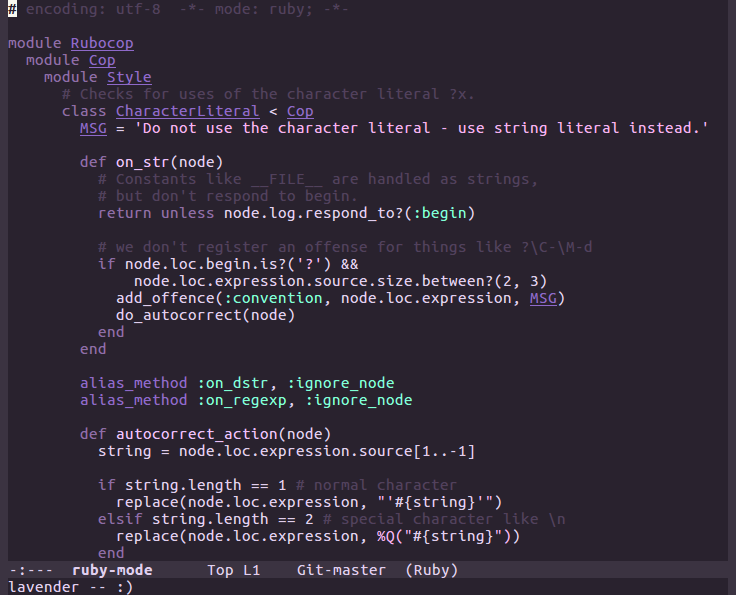 # encoding: utf-8  -*- mode: ruby; -*-
module Rubocop
  module Cop
    module Style
      # Checks for uses of the character literal ?x.
      class CharacterLiteral < Cop
        MSG = 'Do not use the character literal - use string literal instead.'
        def on_str(node)
          # Constants like __FILE__ are handled as strings,
          # but don't respond to begin.
          return unless node.log.respond_to?(:begin)
          # we don't register an offense for things like ?\C-\M-d
          if node.loc.begin.is?('?') &&
              node.loc.expression.source.size.between?(2, 3)
            add_offence(:convention, node.loc.expression, MSG)
            do_autocorrect(node)
          end
        end
        alias_method :on_dstr, :ignore_node
        alias_method :on_regexp, :ignore_node
        def autocorrect_action(node)
          string = node.loc.expression.source[1..-1]
          if string.length == 1 # normal character
            replace(node.loc.expression, "'#{string}'")
          elsif string.length == 2 # special character like \n
            replace(node.loc.expression, %Q("#{string}"))
          end
-:---  ruby-mode      Top L1    Git-master  (Ruby)
lavender -- :)